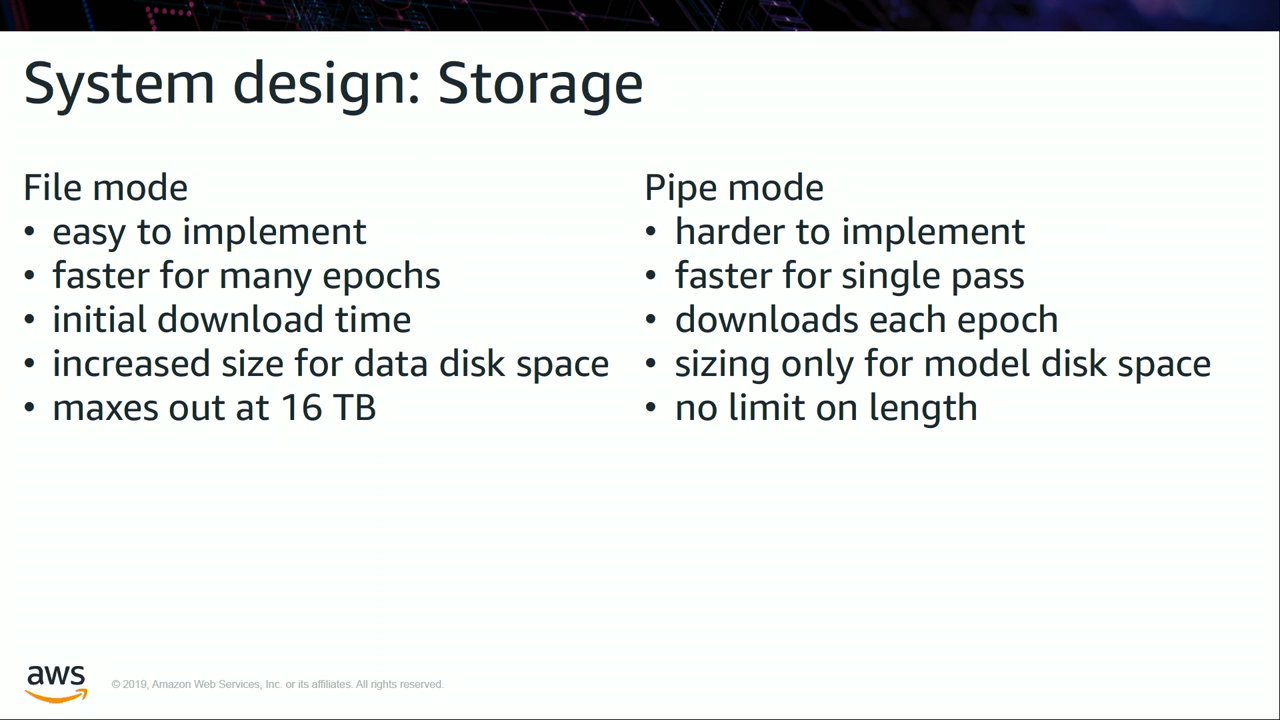 System design: Storage
File mode
• easy to implement
• faster for many epochs
• initial download time
• increased size for data disk space
• maxes out at 16 TB
Pipe mode
• harder to implement
• faster for single pass
• downloads each epoch
• sizing only for model disk space
• no limit on length
aws
© 2019, Amazon Web Services, Inc. or its affiliates. All rights reserved.